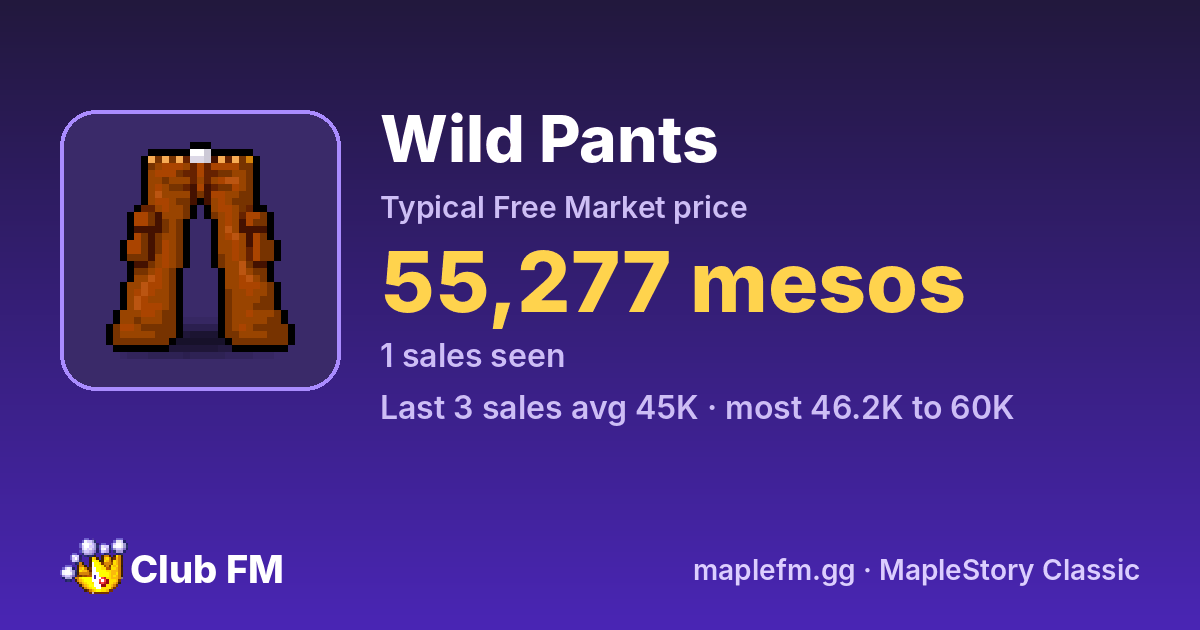 Wild Pants
Typical Free Market price
55,277 mesos
1 sales seen
Last 3 sales avg 45K · most 46.2K to 60K
Club FM
maplefm.gg · MapleStory Classic